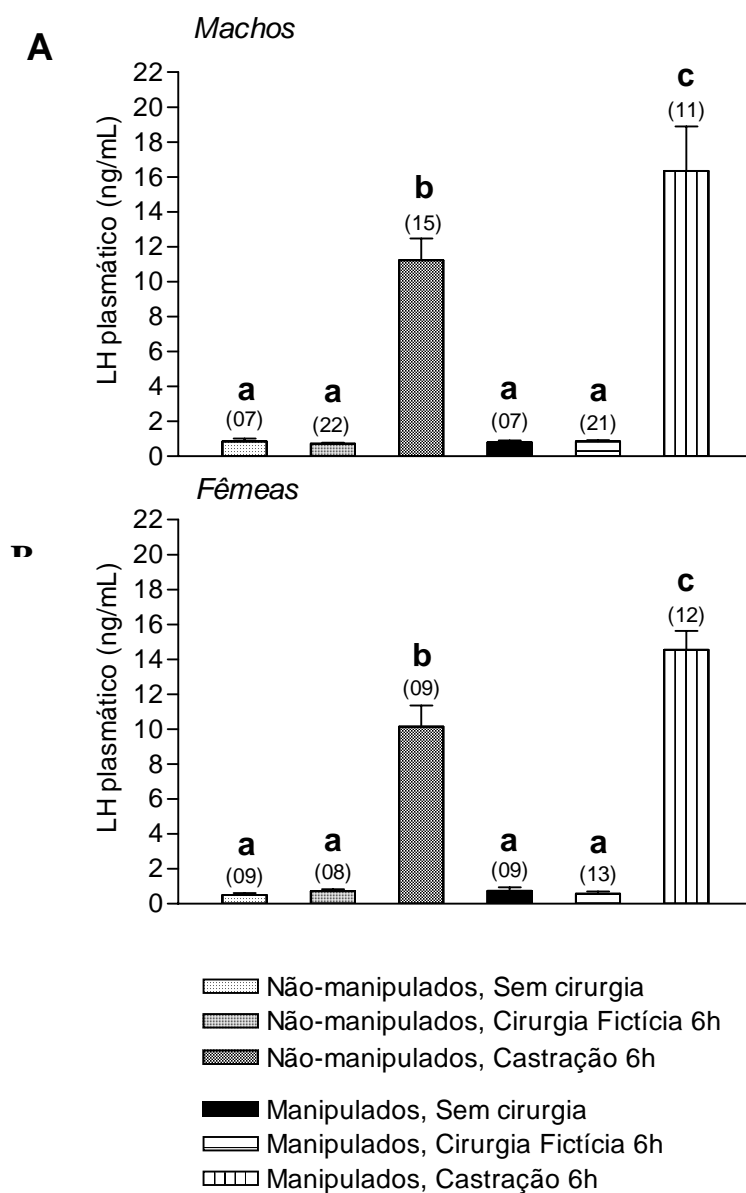 A
Machos
LH plasmático (ng/mL)
22
20
18
16
14
12
10
8
6
4
2
0
a
(07)
a
(22)
b
(15)
a
(07)
a
(21)
c
(11)
Fêmeas
LH plasmático (ng/mL)
22
20
18
16
14
12
10
8
6
4
2
0
a
(09)
a
(08)
b
(09)
a
(09)
a
(13)
c
(12)
Não-manipulados, Sem cirurgia
Não-manipulados, Cirurgia Fictícia 6h
Não-manipulados, Castração 6h
Manipulados, Sem cirurgia
Manipulados, Cirurgia Fictícia 6h
Manipulados, Castração 6h